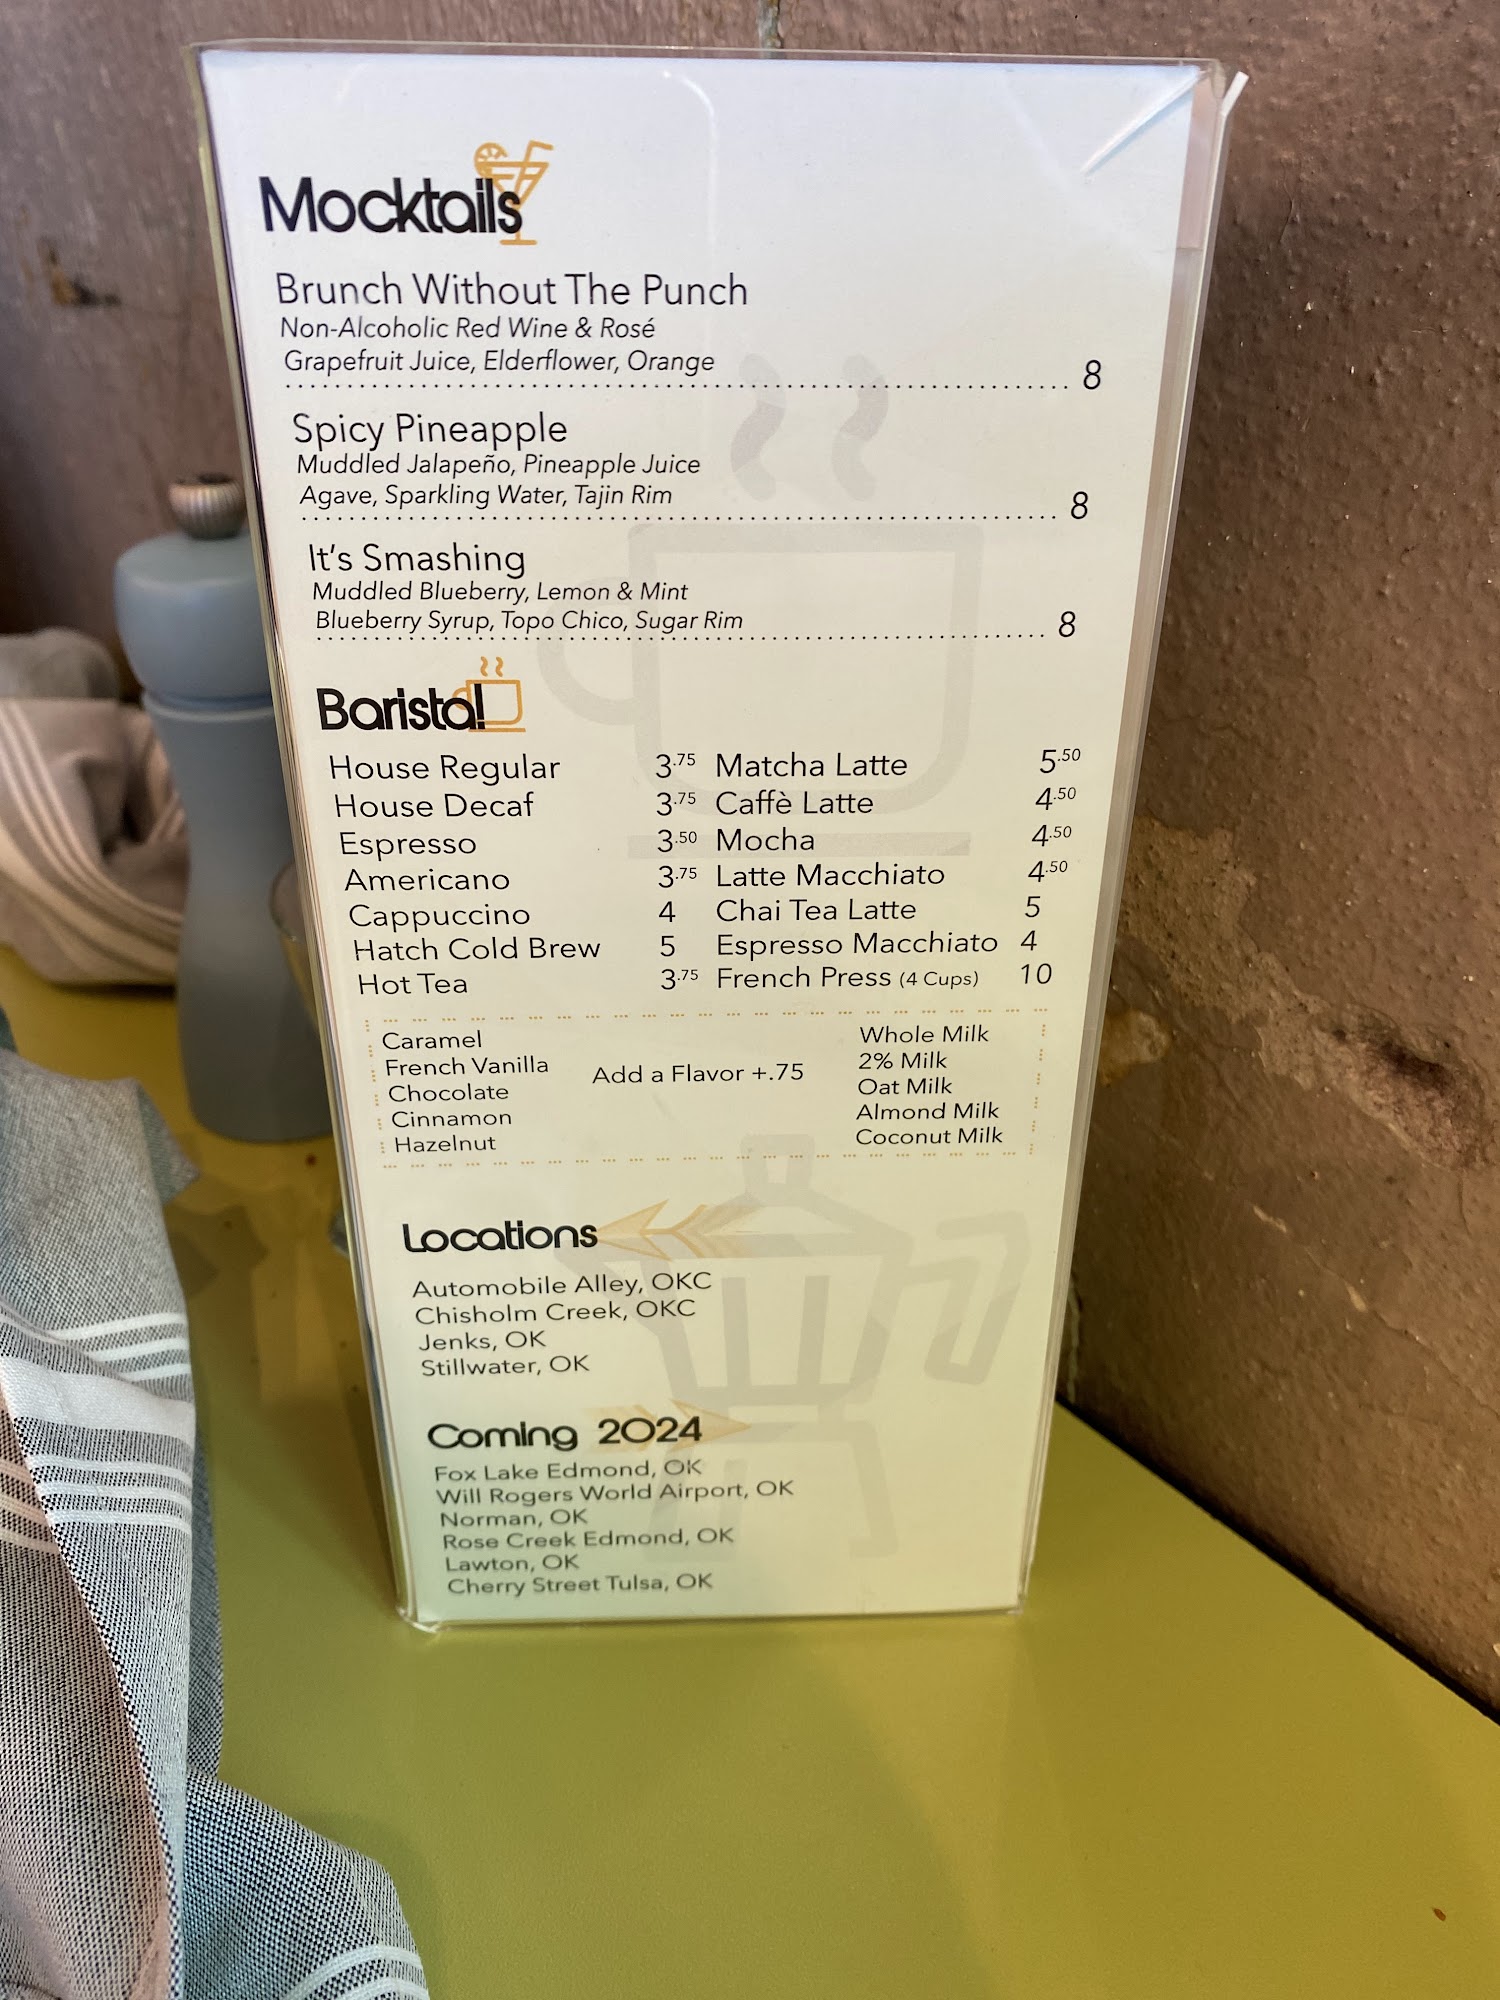 Mocktails
Brunch Without The Punch
Non-Alcoholic Red Wine & Rosé
Grapefruit Juice, Elderflower, Orange
8
Spicy Pineapple
Muddled Jalapeño, Pineapple Juice
Agave, Sparkling Water, Tajin Rim
8
It's Smashing
Muddled Blueberry, Lemon & Mint
Blueberry Syrup, Topo Chico, Sugar Rim
8
Barista!
House Regular 3.75 Matcha Latte 5.50
House Decaf 3.75 Caffè Latte 4.50
Espresso 3.50 Mocha 4.50
Americano 3.75 Latte Macchiato 4.50
Cappuccino 4 Chai Tea Latte 5
Hatch Cold Brew 5 Espresso Macchiato 4
Hot Tea 3.75 French Press (4 Cups) 10
Caramel
French Vanilla
Chocolate
Cinnamon
Hazelnut
Add a Flavor +.75
Whole Milk
2% Milk
Oat Milk
Almond Milk
Coconut Milk
Locations
Automobile Alley, OKC
Chisholm Creek, OKC
Jenks, OK
Stillwater, OK
Coming 2024
Fox Lake Edmond, OK
Will Rogers World Airport, OK
Norman, OK
Rose Creek Edmond, OK
Lawton, OK
Cherry Street Tulsa, OK